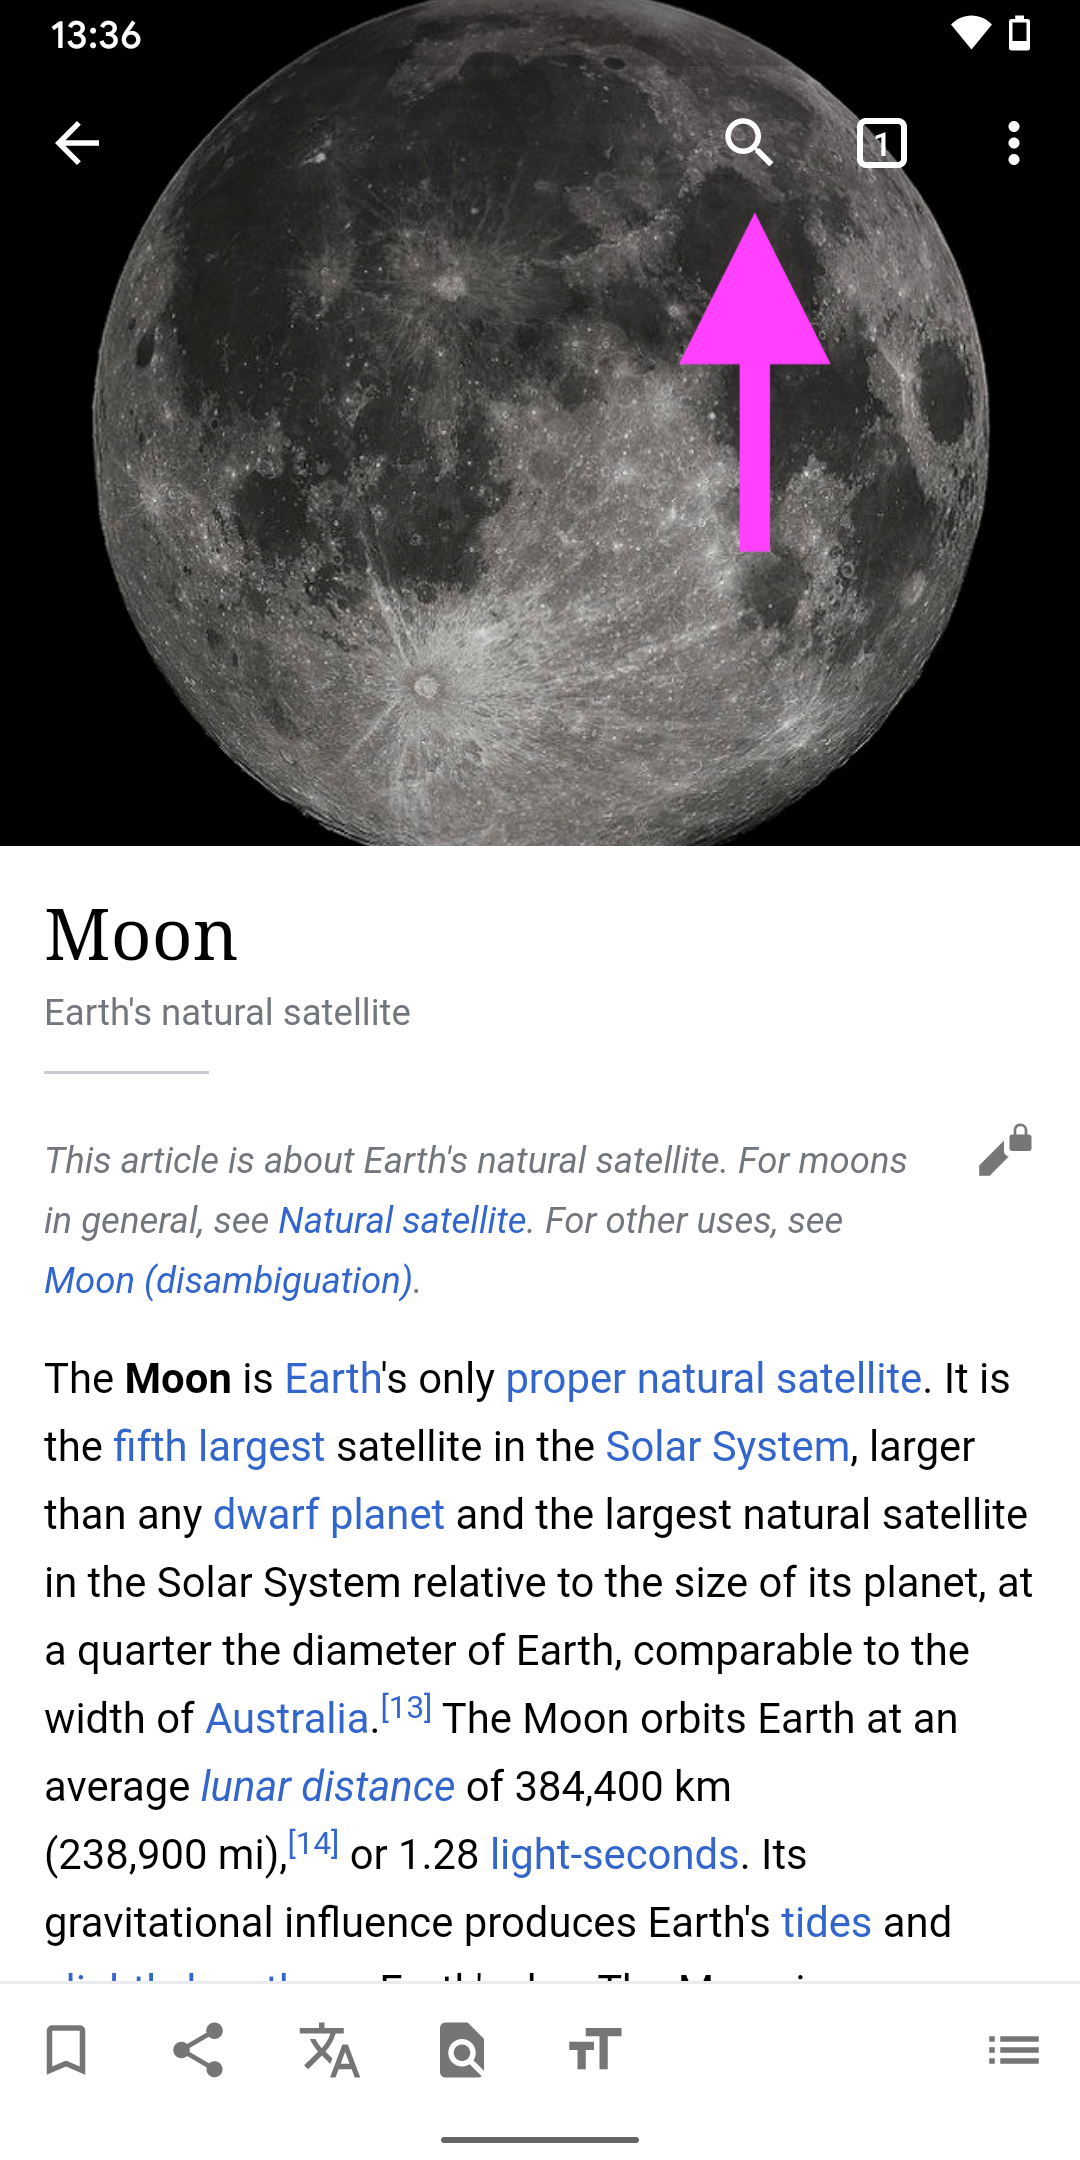 13:36
1
Moon
Earth's natural satellite
This article is about Earth's natural satellite. For moons
in general, see Natural satellite. For other uses, see
Moon (disambiguation).
The Moon is Earth's only proper natural satellite. It is
the fifth largest satellite in the Solar System, larger
than any dwarf planet and the largest natural satellite
in the Solar System relative to the size of its planet, at
a quarter the diameter of Earth, comparable to the
width of Australia.[13] The Moon orbits Earth at an
average lunar distance of 384,400 km
(238,900 mi),[14] or 1.28 light-seconds. Its
gravitational influence produces Earth's tides and